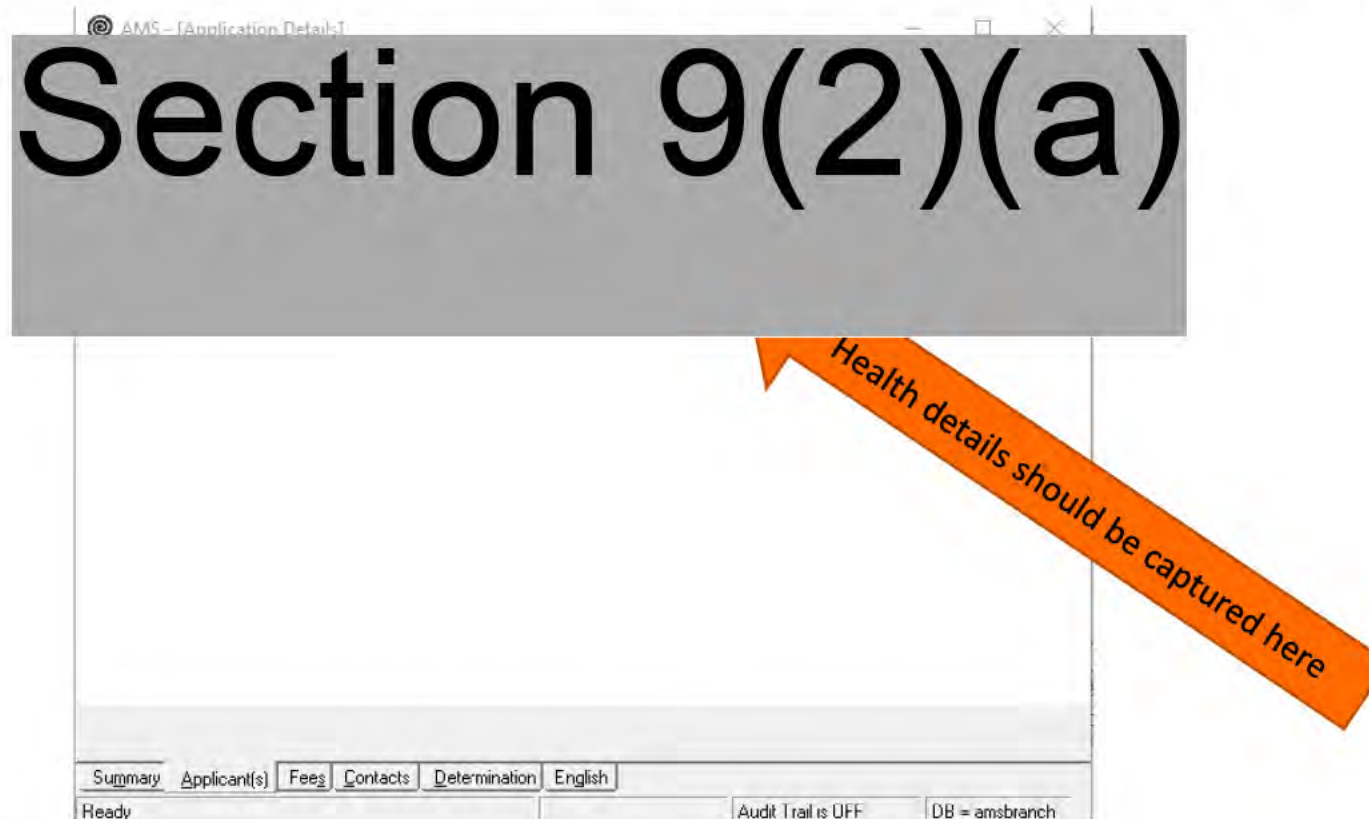 AMS - [Application Details]
Section 9(2)(a)
Health details should be captured here
Summary Applicant(s) Fees Contacts Determination English
Ready Audit Trail is OFF DB = amsbranch